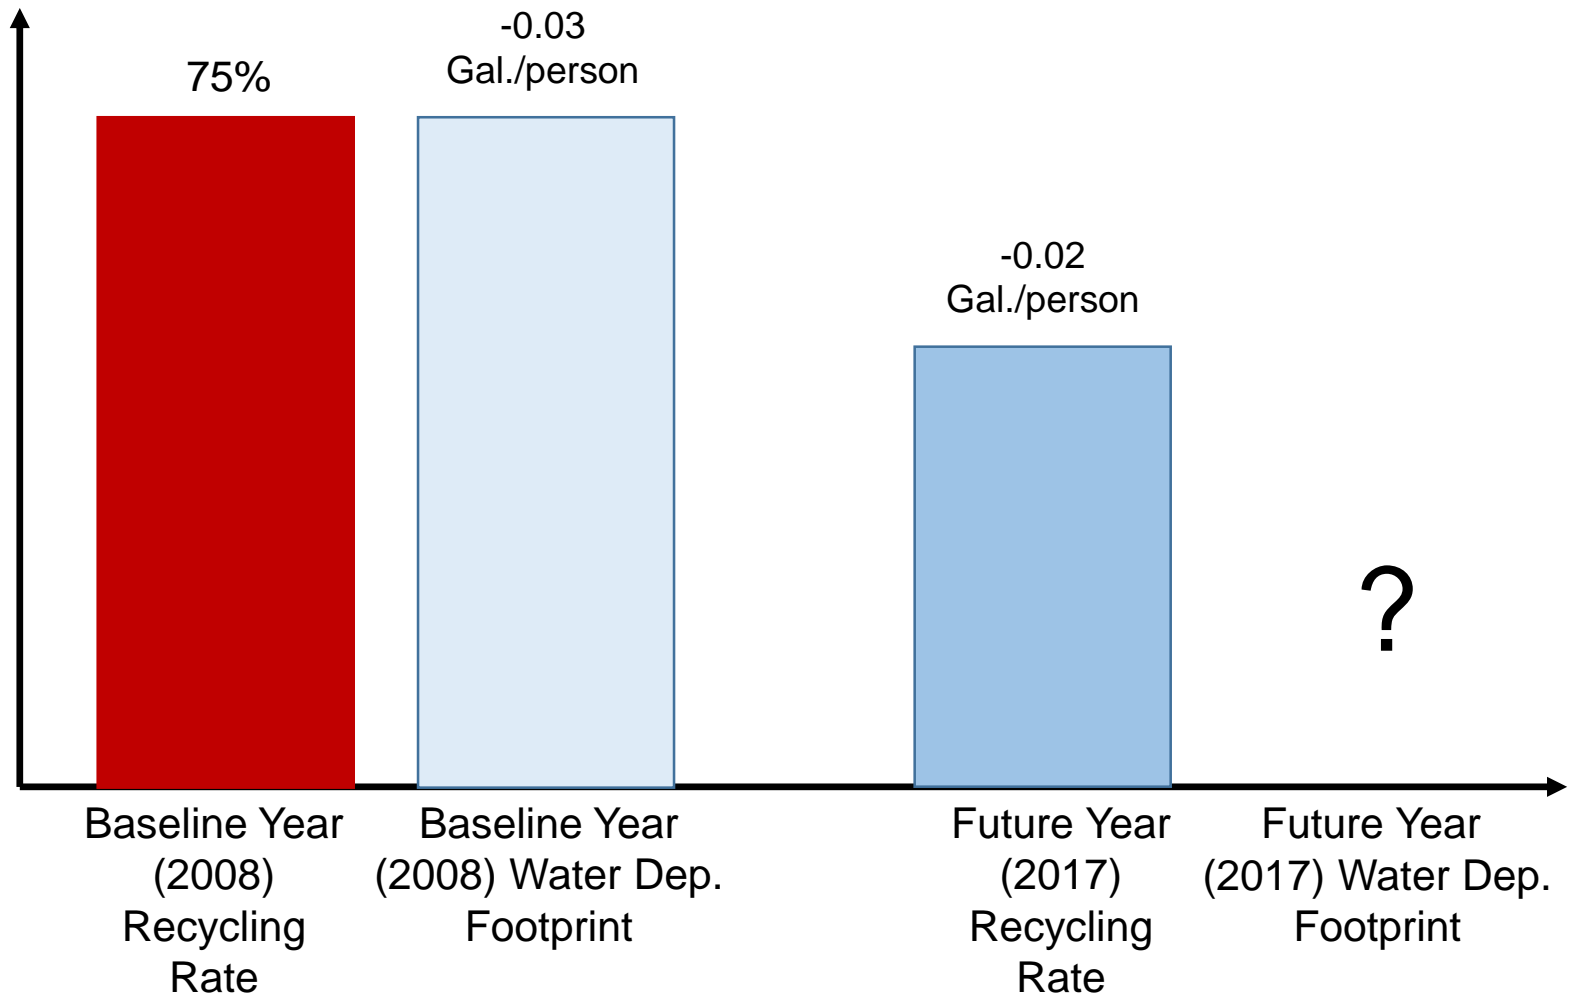 75%
-0.03
Gal./person
-0.02
Gal./person
?
Baseline Year
(2008)
Recycling
Rate
Baseline Year
(2008) Water Dep.
Footprint
Future Year
(2017)
Recycling
Rate
Future Year
(2017) Water Dep.
Footprint